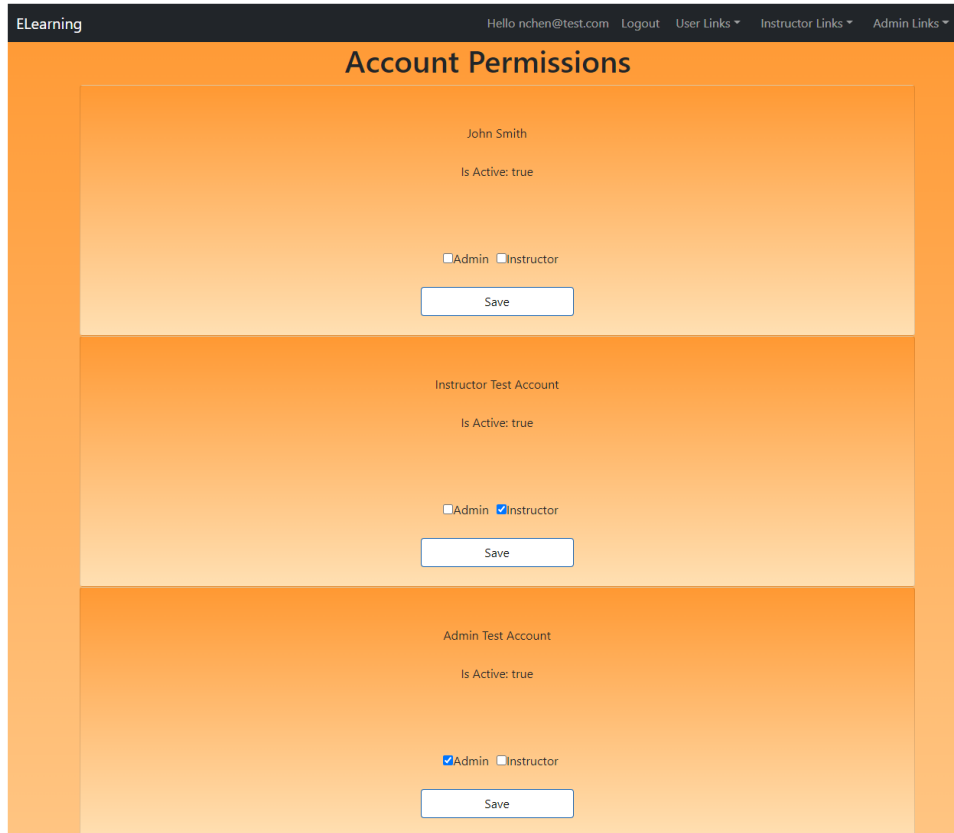 ELearning Hello nchen@test.com Logout User Links Instructor Links Admin Links
Account Permissions
John Smith
Is Active: true
Admin Instructor
Save
Instructor Test Account
Is Active: true
Admin Instructor
Save
Admin Test Account
Is Active: true
Admin Instructor
Save